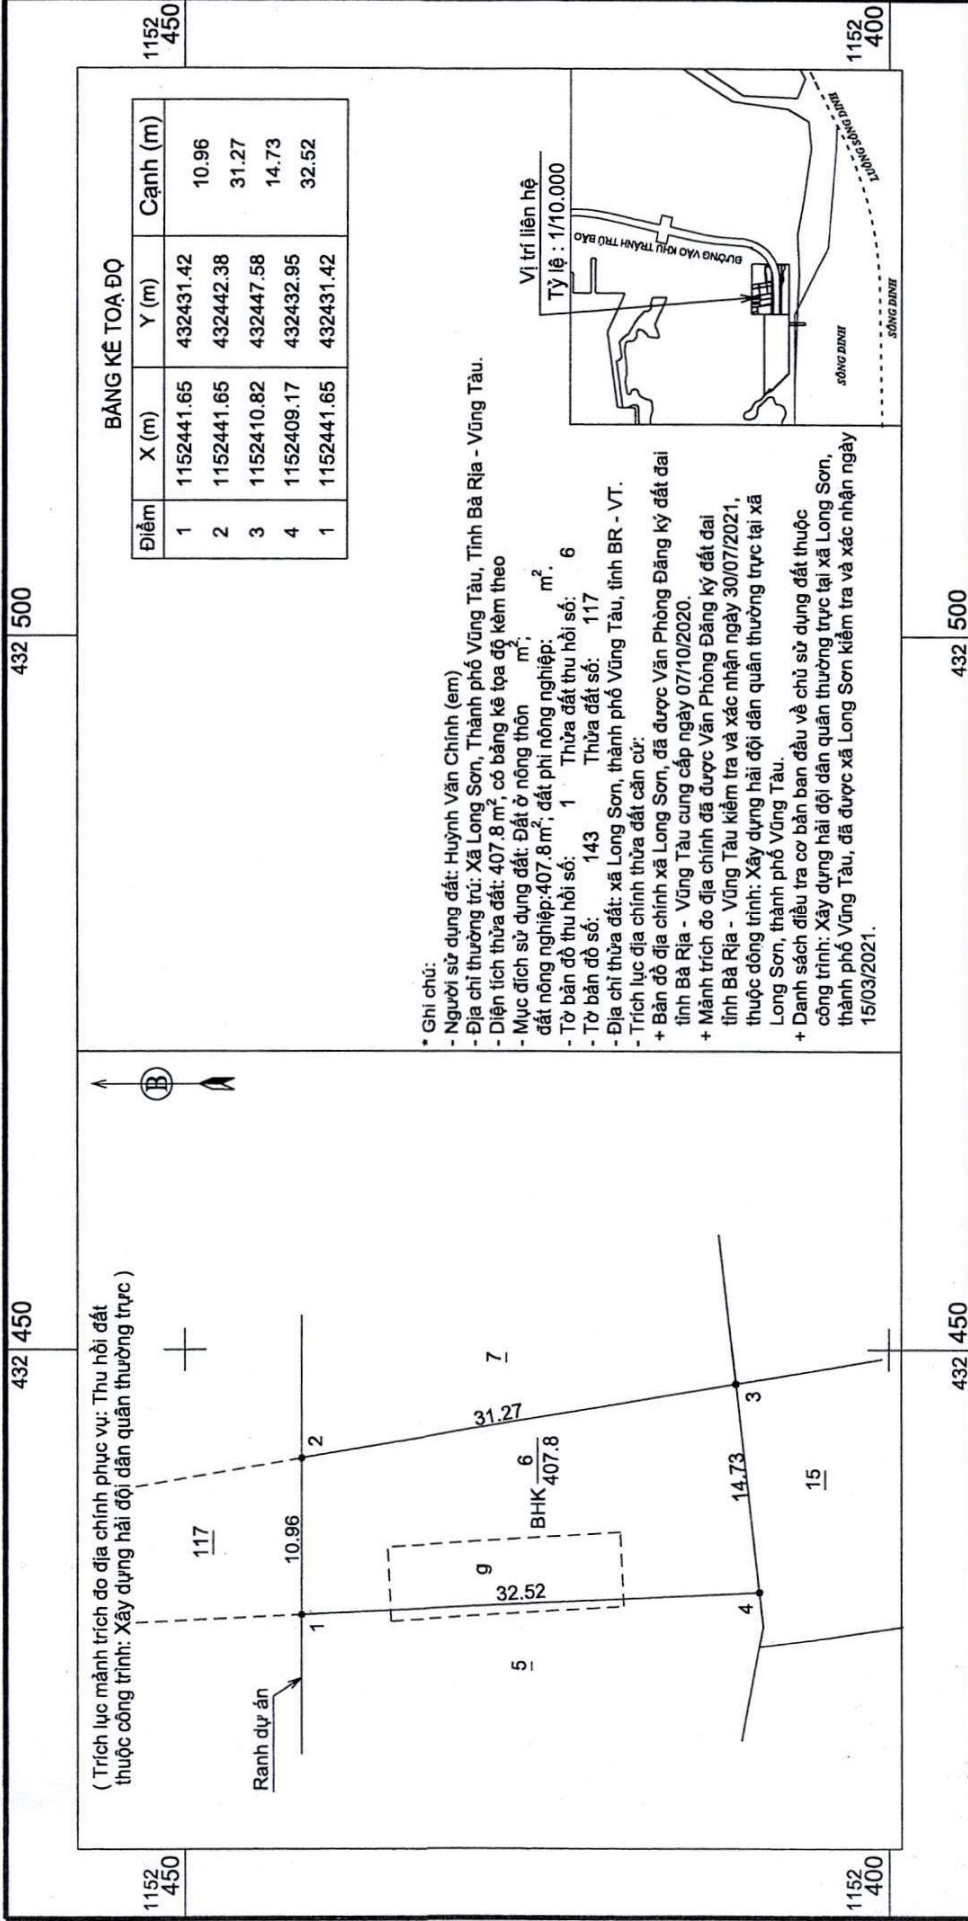 432 450
432 500
1152
450
1152
450
( Trích lục mảnh trích đo địa chính phục vụ: Thu hồi đất
thuộc công trình: Xây dựng hải đội dân quân thường trực )
B
Ranh dự án
117
10.96
1
2
7
31.27
BHK 6
407.8
g
32.52
5
14.73
3
4
15
BẢNG KÊ TOẠ ĐỘ
Điểm X (m) Y (m) Cạnh (m)
1 1152441.65 432431.42
10.96
2 1152441.65 432442.38
31.27
3 1152410.82 432447.58
14.73
4 1152409.17 432432.95
32.52
1 1152441.65 432431.42
* Ghi chú:
- Người sử dụng đất: Huỳnh Văn Chinh (em)
- Địa chỉ thường trú: Xã Long Sơn, Thành phố Vũng Tàu, Tỉnh Bà Rịa - Vũng Tàu.
- Diện tích thửa đất: 407.8 m², có bảng kê tọa độ kèm theo
- Mục đích sử dụng đất: Đất ở nông thôn m²;
đất nông nghiệp:407.8 m²; đất phi nông nghiệp: m².
- Tờ bản đồ thu hồi số: 1 Thửa đất thu hồi số: 6
- Tờ bản đồ số: 143 Thửa đất số: 117
- Địa chỉ thửa đất: xã Long Sơn, thành phố Vũng Tàu, tỉnh BR - VT.
- Trích lục địa chính thửa đất căn cứ:
+ Bản đồ địa chính xã Long Sơn, đã được Văn Phòng Đăng ký đất đai
tỉnh Bà Rịa - Vũng Tàu cung cấp ngày 07/10/2020.
+ Mảnh trích đo địa chính đã được Văn Phòng Đăng ký đất đai
tỉnh Bà Rịa - Vũng Tàu kiểm tra và xác nhận ngày 30/07/2021,
thuộc dông trình: Xây dựng hải đội dân quân thường trực tại xã
Long Sơn, thành phố Vũng Tàu.
+ Danh sách điều tra cơ bản ban đầu về chủ sử dụng đất thuộc
công trình: Xây dựng hải đội dân quân thường trực tại xã Long Sơn,
thành phố Vũng Tàu, đã được xã Long Sơn kiểm tra và xác nhận ngày
15/03/2021.
Vị trí liên hệ
Tỷ lệ : 1/10.000
ĐƯỜNG VÀO KHU TRÁNH TRÚ BÃO
SÔNG DINH
SÔNG DINH
LUỒNG SÔNG DINH
1152
400
1152
400
432 450
432 500